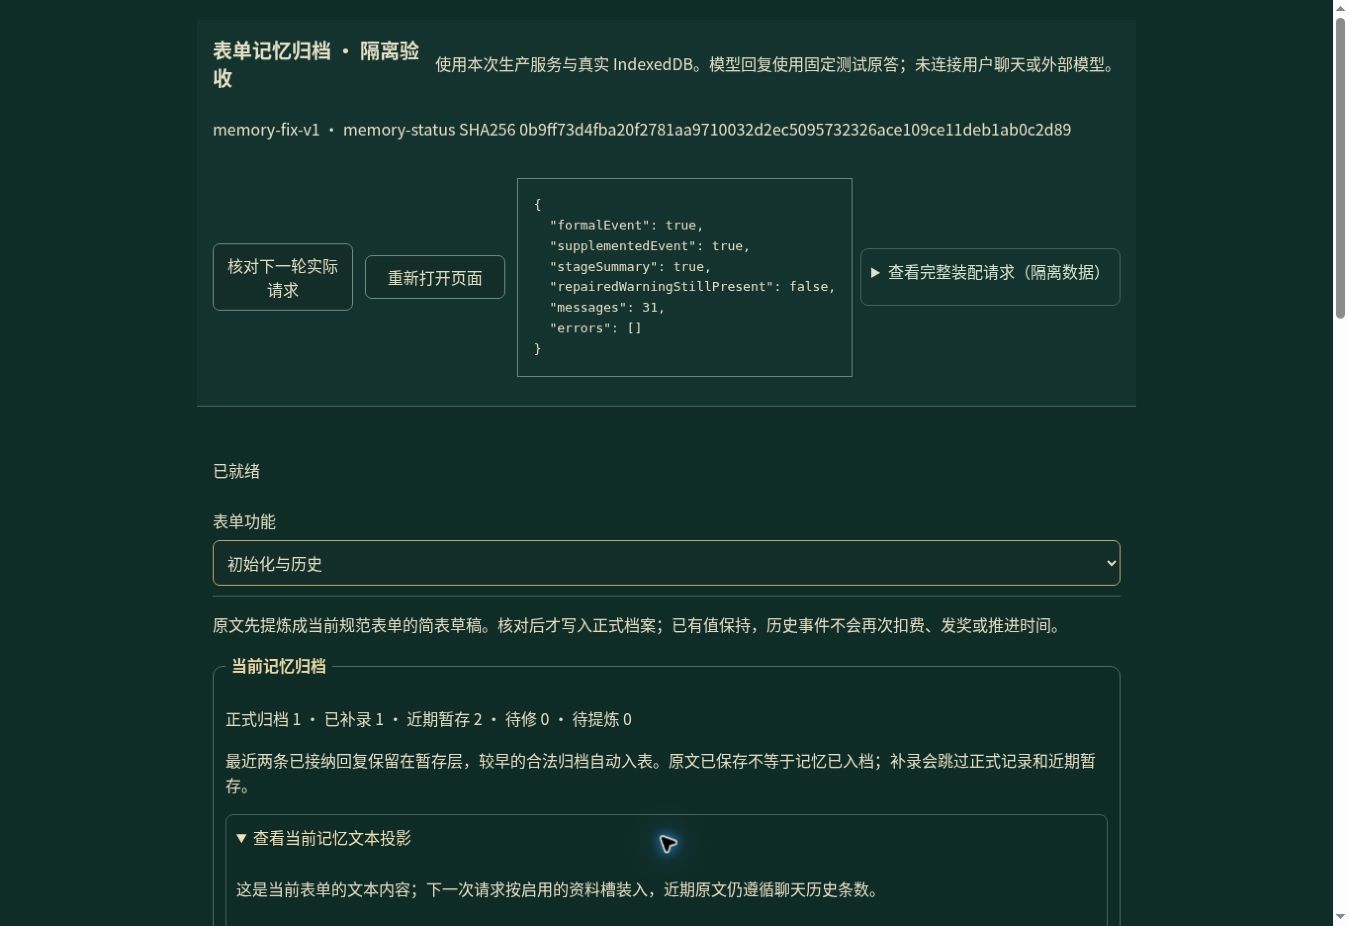 表单记忆归档 · 隔离验
收
使用本次生产服务与真实 IndexedDB。模型回复使用固定测试原答；未连接用户聊天或外部模型。
memory-fix-v1 · memory-status SHA256 0b9ff73d4fba20f2781aa9710032d2ec5095732326ace109ce11deb1ab0c2d89
核对下一轮实际
请求
重新打开页面
{
  "formalEvent": true,
  "supplementedEvent": true,
  "stageSummary": true,
  "repairedWarningStillPresent": false,
  "messages": 31,
  "errors": []
}
▶ 查看完整装配请求（隔离数据）
已就绪
表单功能
初始化与历史
原文先提炼成当前规范表单的简表草稿。核对后才写入正式档案；已有值保持，历史事件不会再次扣费、发奖或推进时间。
当前记忆归档
正式归档 1 · 已补录 1 · 近期暂存 2 · 待修 0 · 待提炼 0
最近两条已接纳回复保留在暂存层，较早的合法归档自动入表。原文已保存不等于记忆已入档；补录会跳过正式记录和近期暂
存。
▼ 查看当前记忆文本投影
这是当前表单的文本内容；下一次请求按启用的资料槽装入，近期原文仍遵循聊天历史条数。